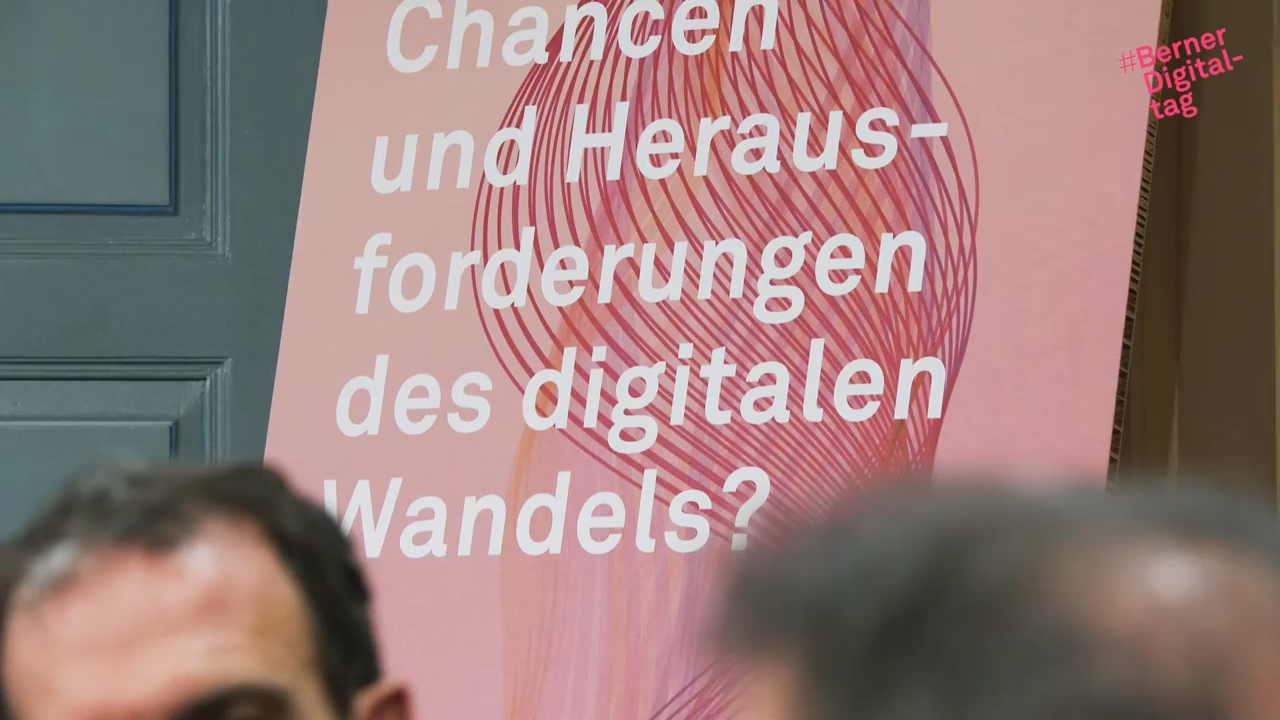 Chancen
und Heraus-
forderungen
des digitalen
Wandels?
#Berner
Digital-
tag